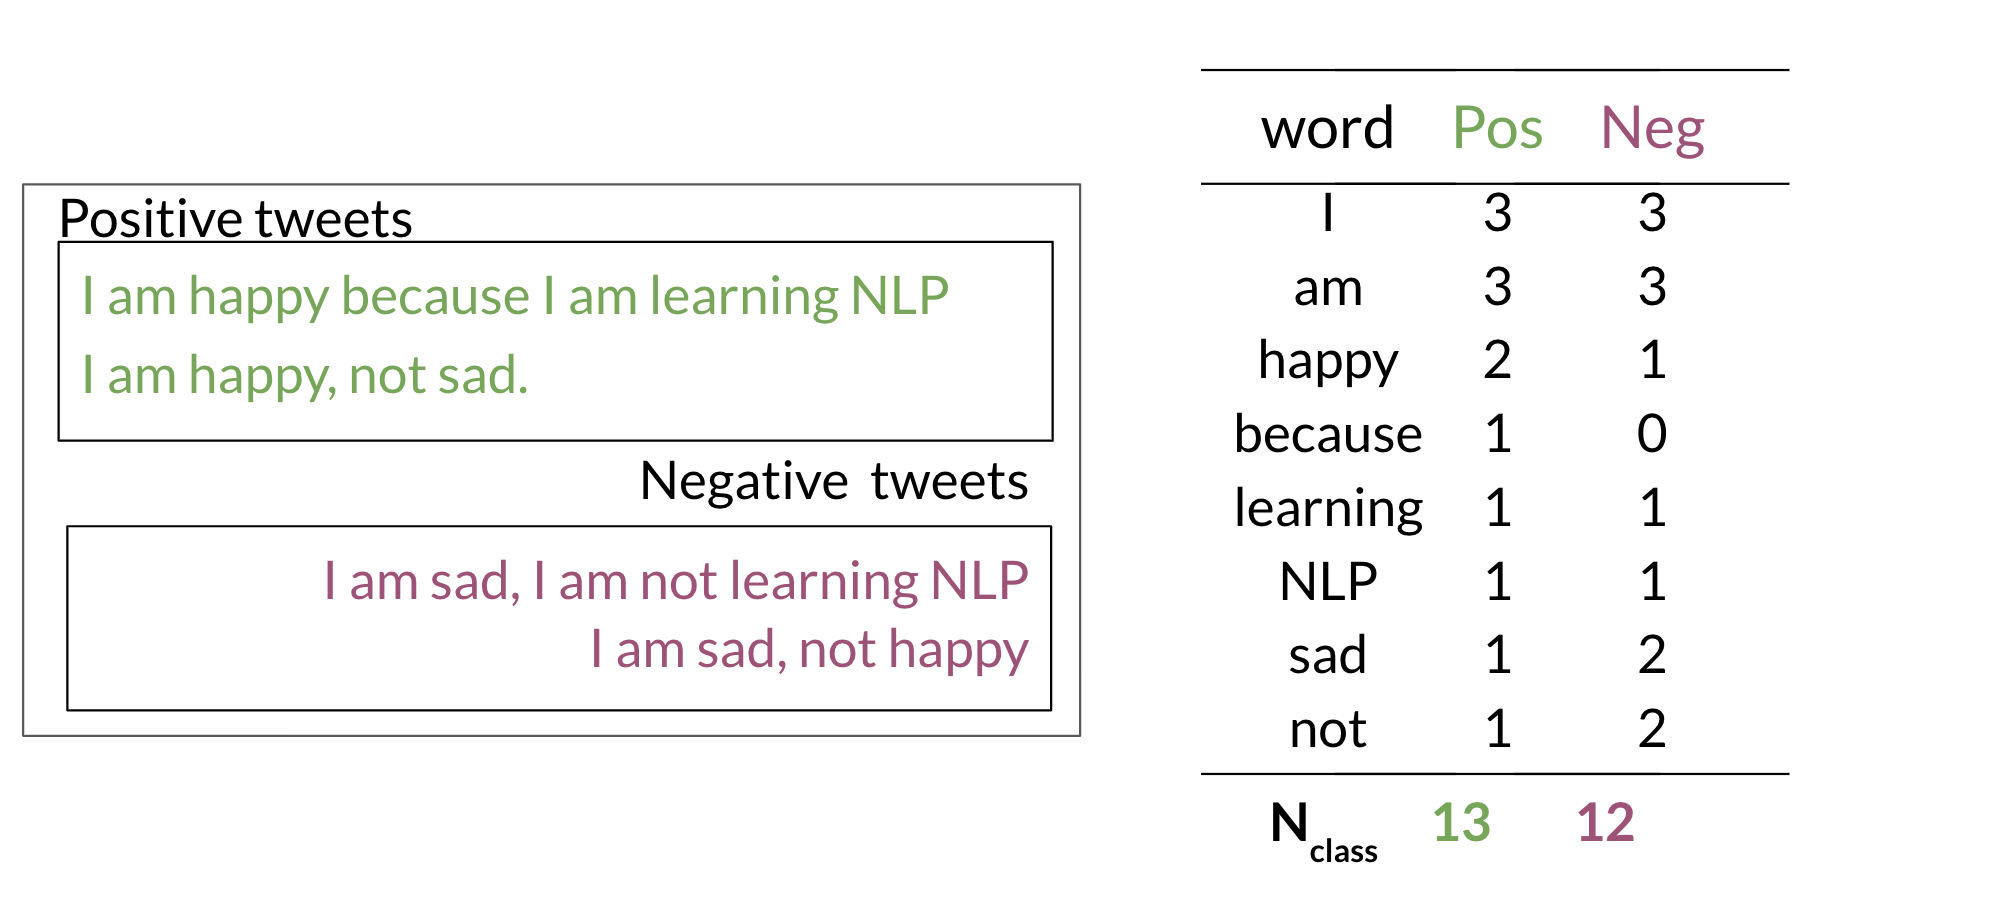 Positive tweets
I am happy because I am learning NLP
I am happy, not sad.
Negative tweets
I am sad, I am not learning NLP
I am sad, not happy
word Pos Neg
I 3 3
am 3 3
happy 2 1
because 1 0
learning 1 1
NLP 1 1
sad 1 2
not 1 2
Nclass 13 12